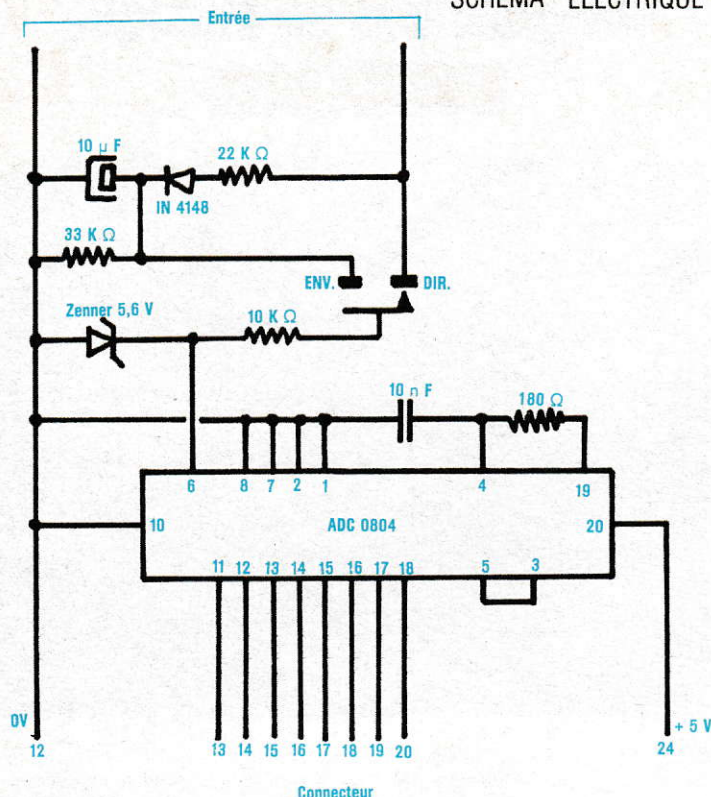 SCHEMA ELECTRIQUE
Entrée
10 µ F
22 K Ω
IN 4148
33 K Ω
ENV.
DIR.
Zenner 5,6 V
10 K Ω
10 n F
180 Ω
6 8 7 2 1 4 19
10 ADC 0804 20
11 12 13 14 15 16 17 18 5 3
0V
+ 5 V
12 13 14 15 16 17 18 19 20 24
Connecteur